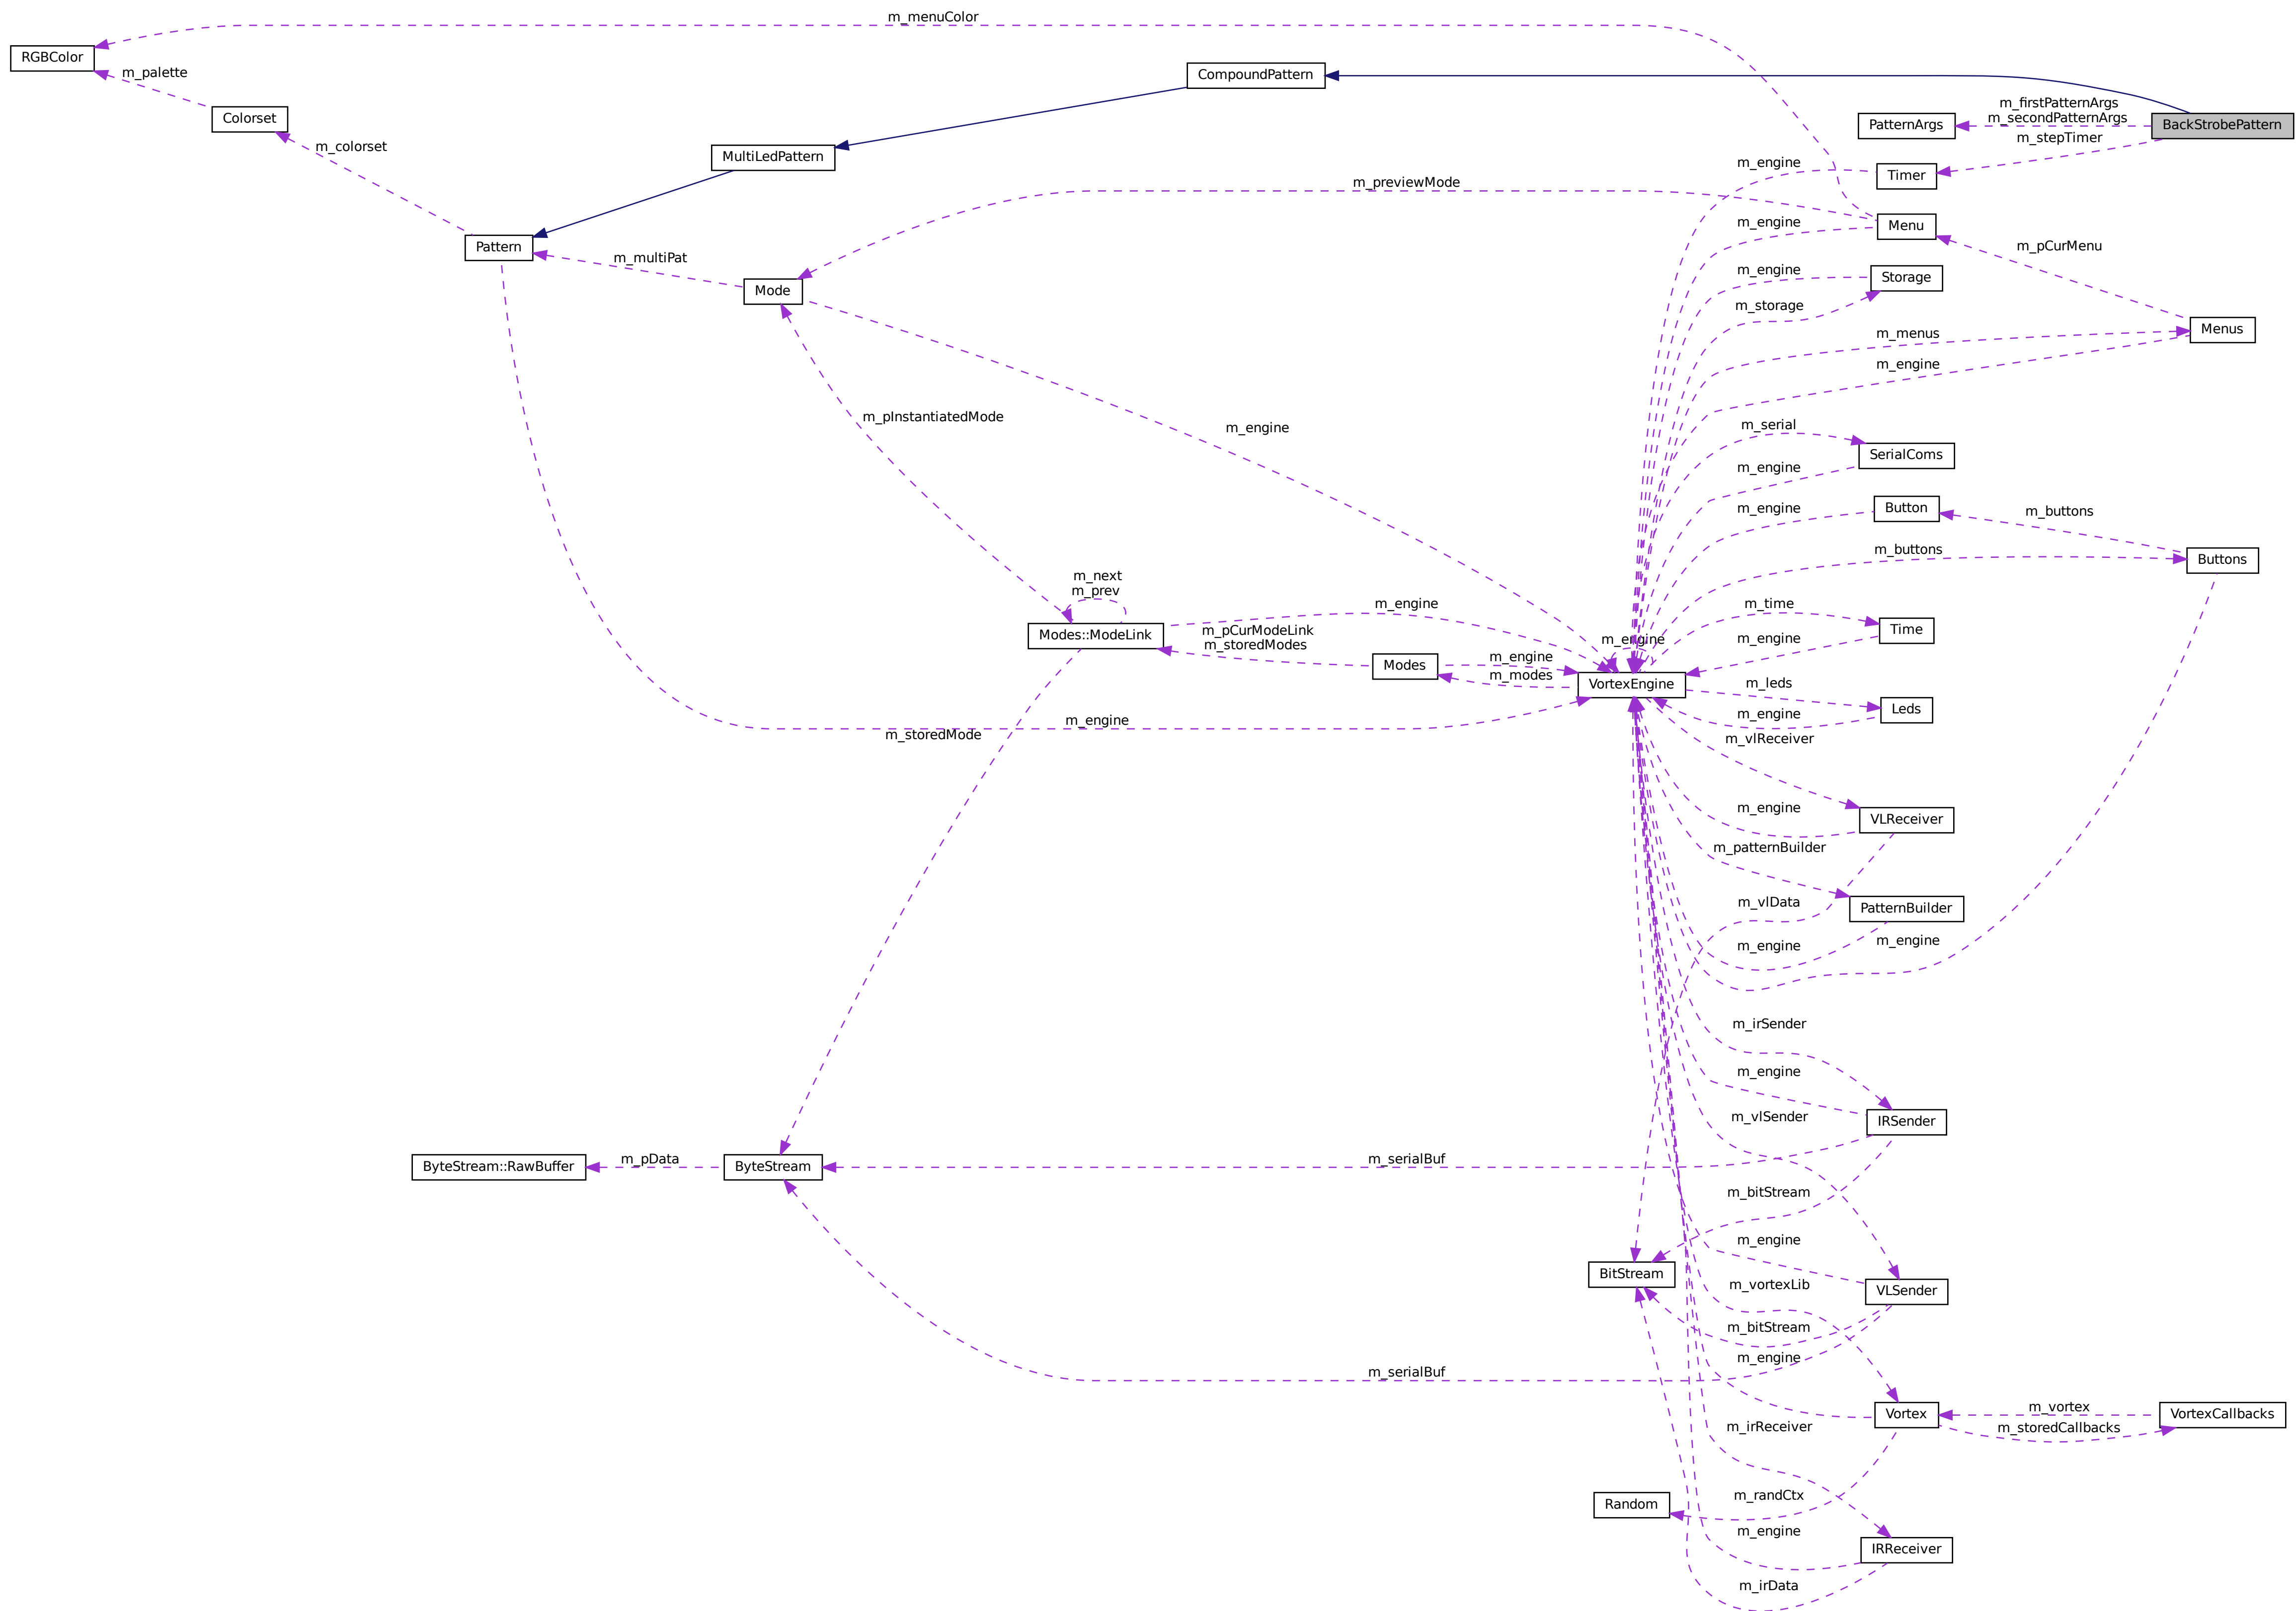 m_menuColor
RGBColor
m_palette
CompoundPattern
m_firstPatternArgs
m_secondPatternArgs
PatternArgs
BackStrobePattern
Colorset
m_stepTimer
m_colorset
MultiLedPattern
m_engine
Timer
m_previewMode
m_engine
Menu
Pattern
m_pCurMenu
m_multiPat
m_engine
Storage
Mode
m_storage
m_menus
Menus
m_engine
m_pInstantiatedMode
m_engine
m_serial
SerialComs
m_engine
m_engine
Button
m_buttons
m_buttons
Buttons
m_next
m_prev
m_engine
m_time
Time
Modes::ModeLink
m_pCurModeLink
m_storedModes
m_engine
m_engine
Modes
m_engine
m_modes
VortexEngine
m_leds
Leds
m_engine
m_engine
m_storedMode
m_vlReceiver
m_engine
VLReceiver
m_patternBuilder
m_vlData
PatternBuilder
m_engine
m_engine
m_irSender
m_engine
IRSender
m_vlSender
m_serialBuf
ByteStream::RawBuffer
m_pData
ByteStream
m_bitStream
m_engine
BitStream
m_vortexLib
VLSender
m_bitStream
m_engine
m_serialBuf
m_vortex
Vortex
VortexCallbacks
m_storedCallbacks
m_irReceiver
Random
m_randCtx
m_engine
IRReceiver
m_irData